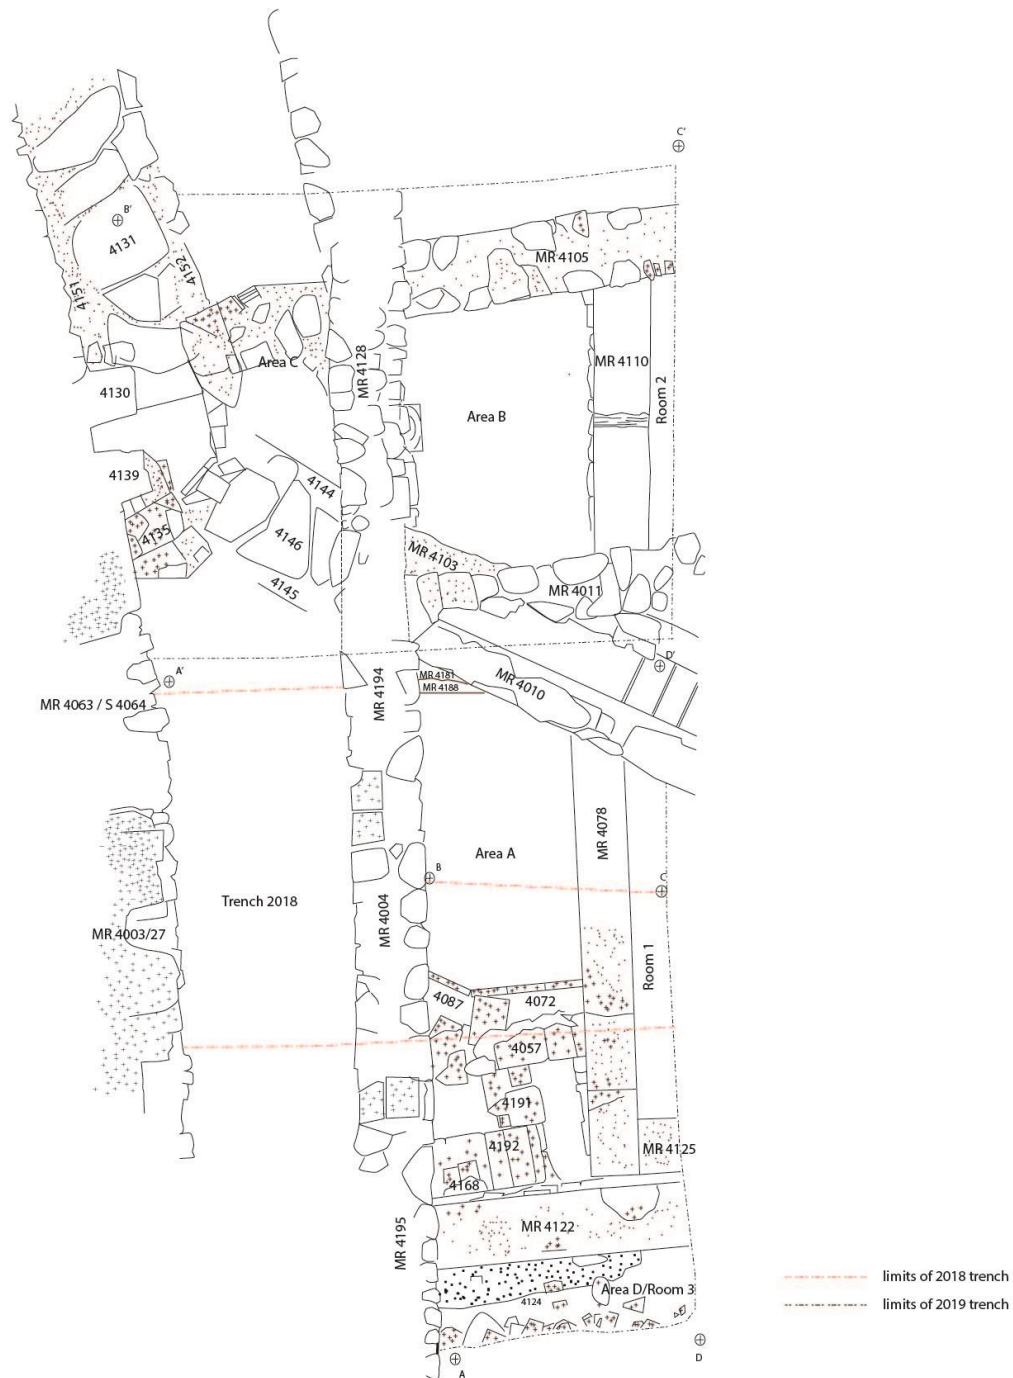 C'
B'
4131
4152
4151
MR 4105
Area C
MR 4128
MR 4110
Room 2
4130
Area B
4139
4144
4135
4146
4145
MR 4103
MR 4011
D'
A'
MR 4181
MR 4188
MR 4010
MR 4194
MR 4063 / S 4064
MR 4078
Area A
B
C
Trench 2018
MR 4004
MR 4003/27
Room 1
4087
4072
4057
4191
4192
MR 4125
4168
MR 4122
MR 4195
limits of 2018 trench
Area D/Room 3
4124
limits of 2019 trench
A
D